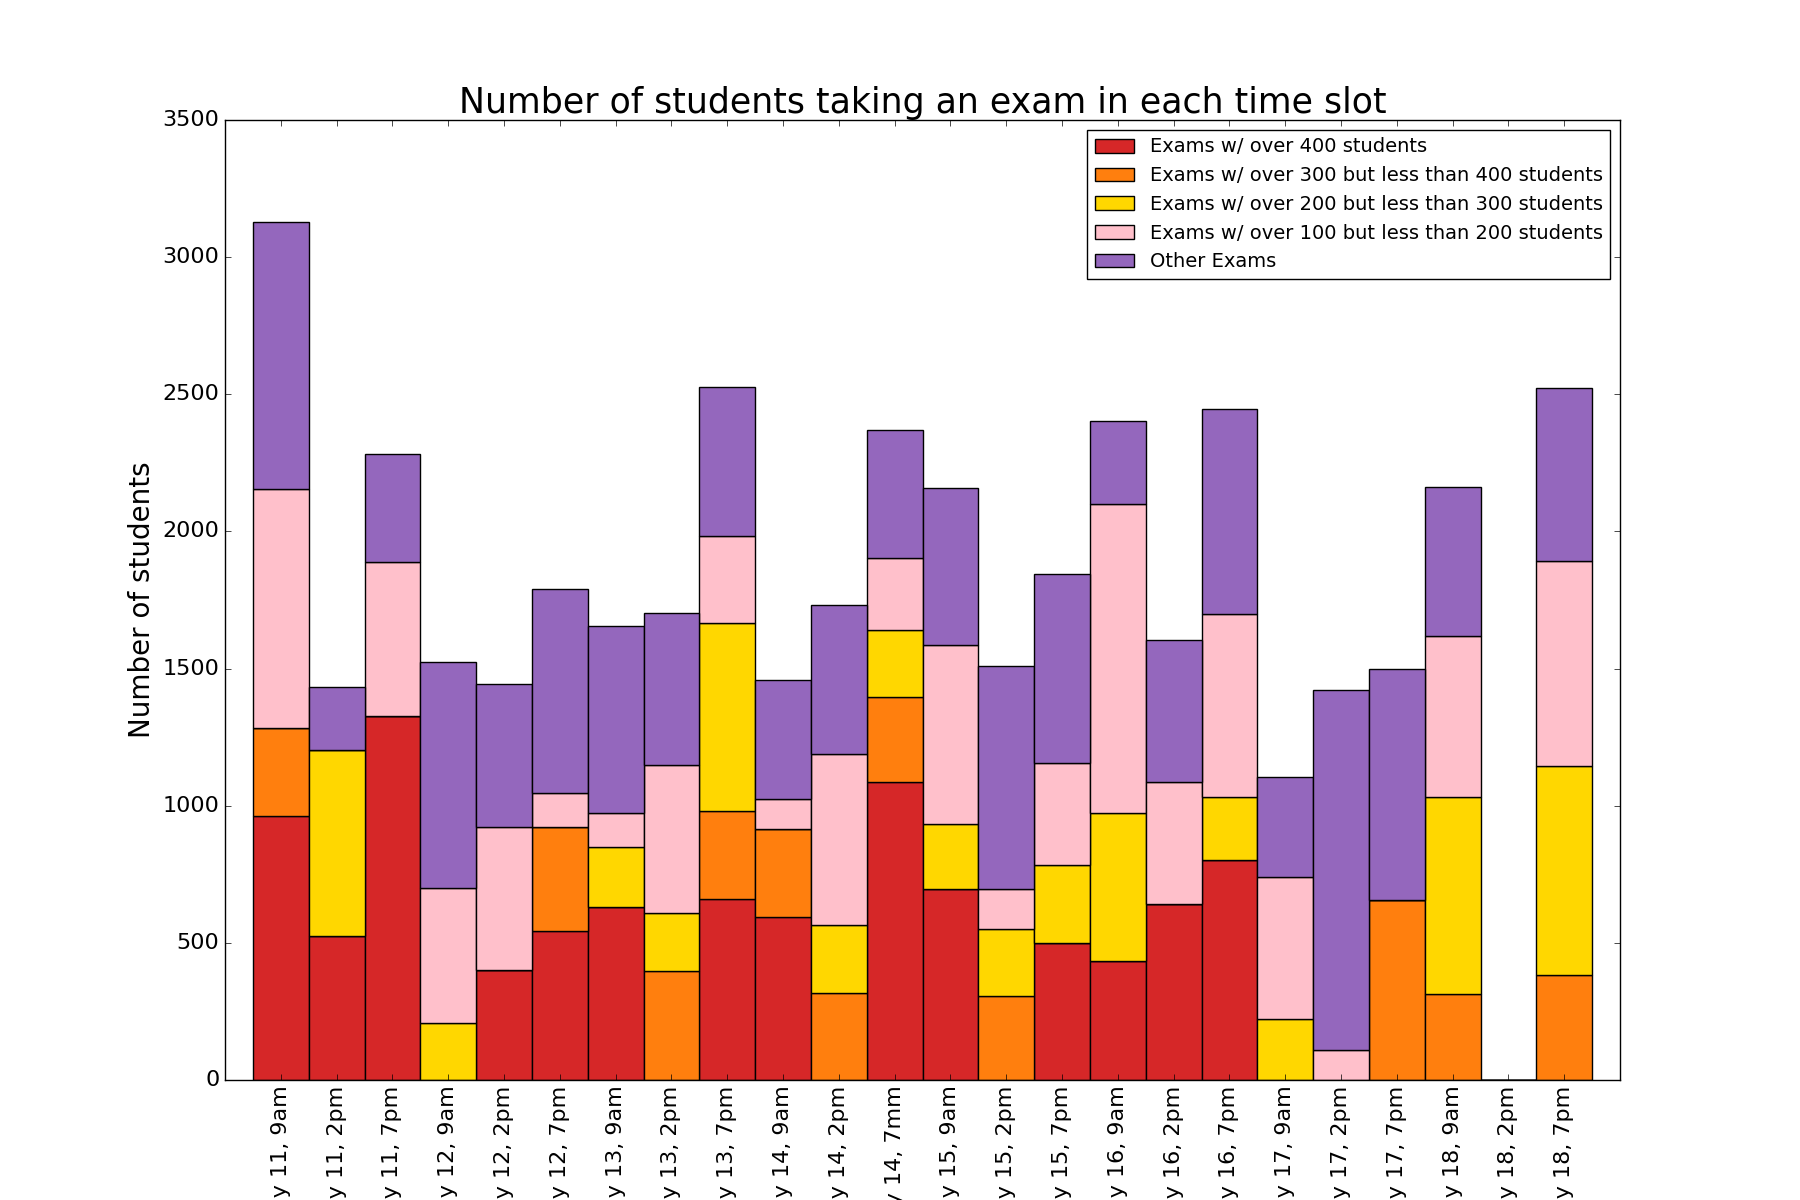 Number of students taking an exam in each time slot
Exams w/ over 400 students
Exams w/ over 300 but less than 400 students
Exams w/ over 200 but less than 300 students
Exams w/ over 100 but less than 200 students
Other Exams
Number of students
3500
3000
2500
2000
1500
1000
500
0
y 11, 9am
y 11, 2pm
y 11, 7pm
y 12, 9am
y 12, 2pm
y 12, 7pm
y 13, 9am
y 13, 2pm
y 13, 7pm
y 14, 9am
y 14, 2pm
y 14, 7mm
y 15, 9am
y 15, 2pm
y 15, 7pm
y 16, 9am
y 16, 2pm
y 16, 7pm
y 17, 9am
y 17, 2pm
y 17, 7pm
y 18, 9am
y 18, 2pm
y 18, 7pm